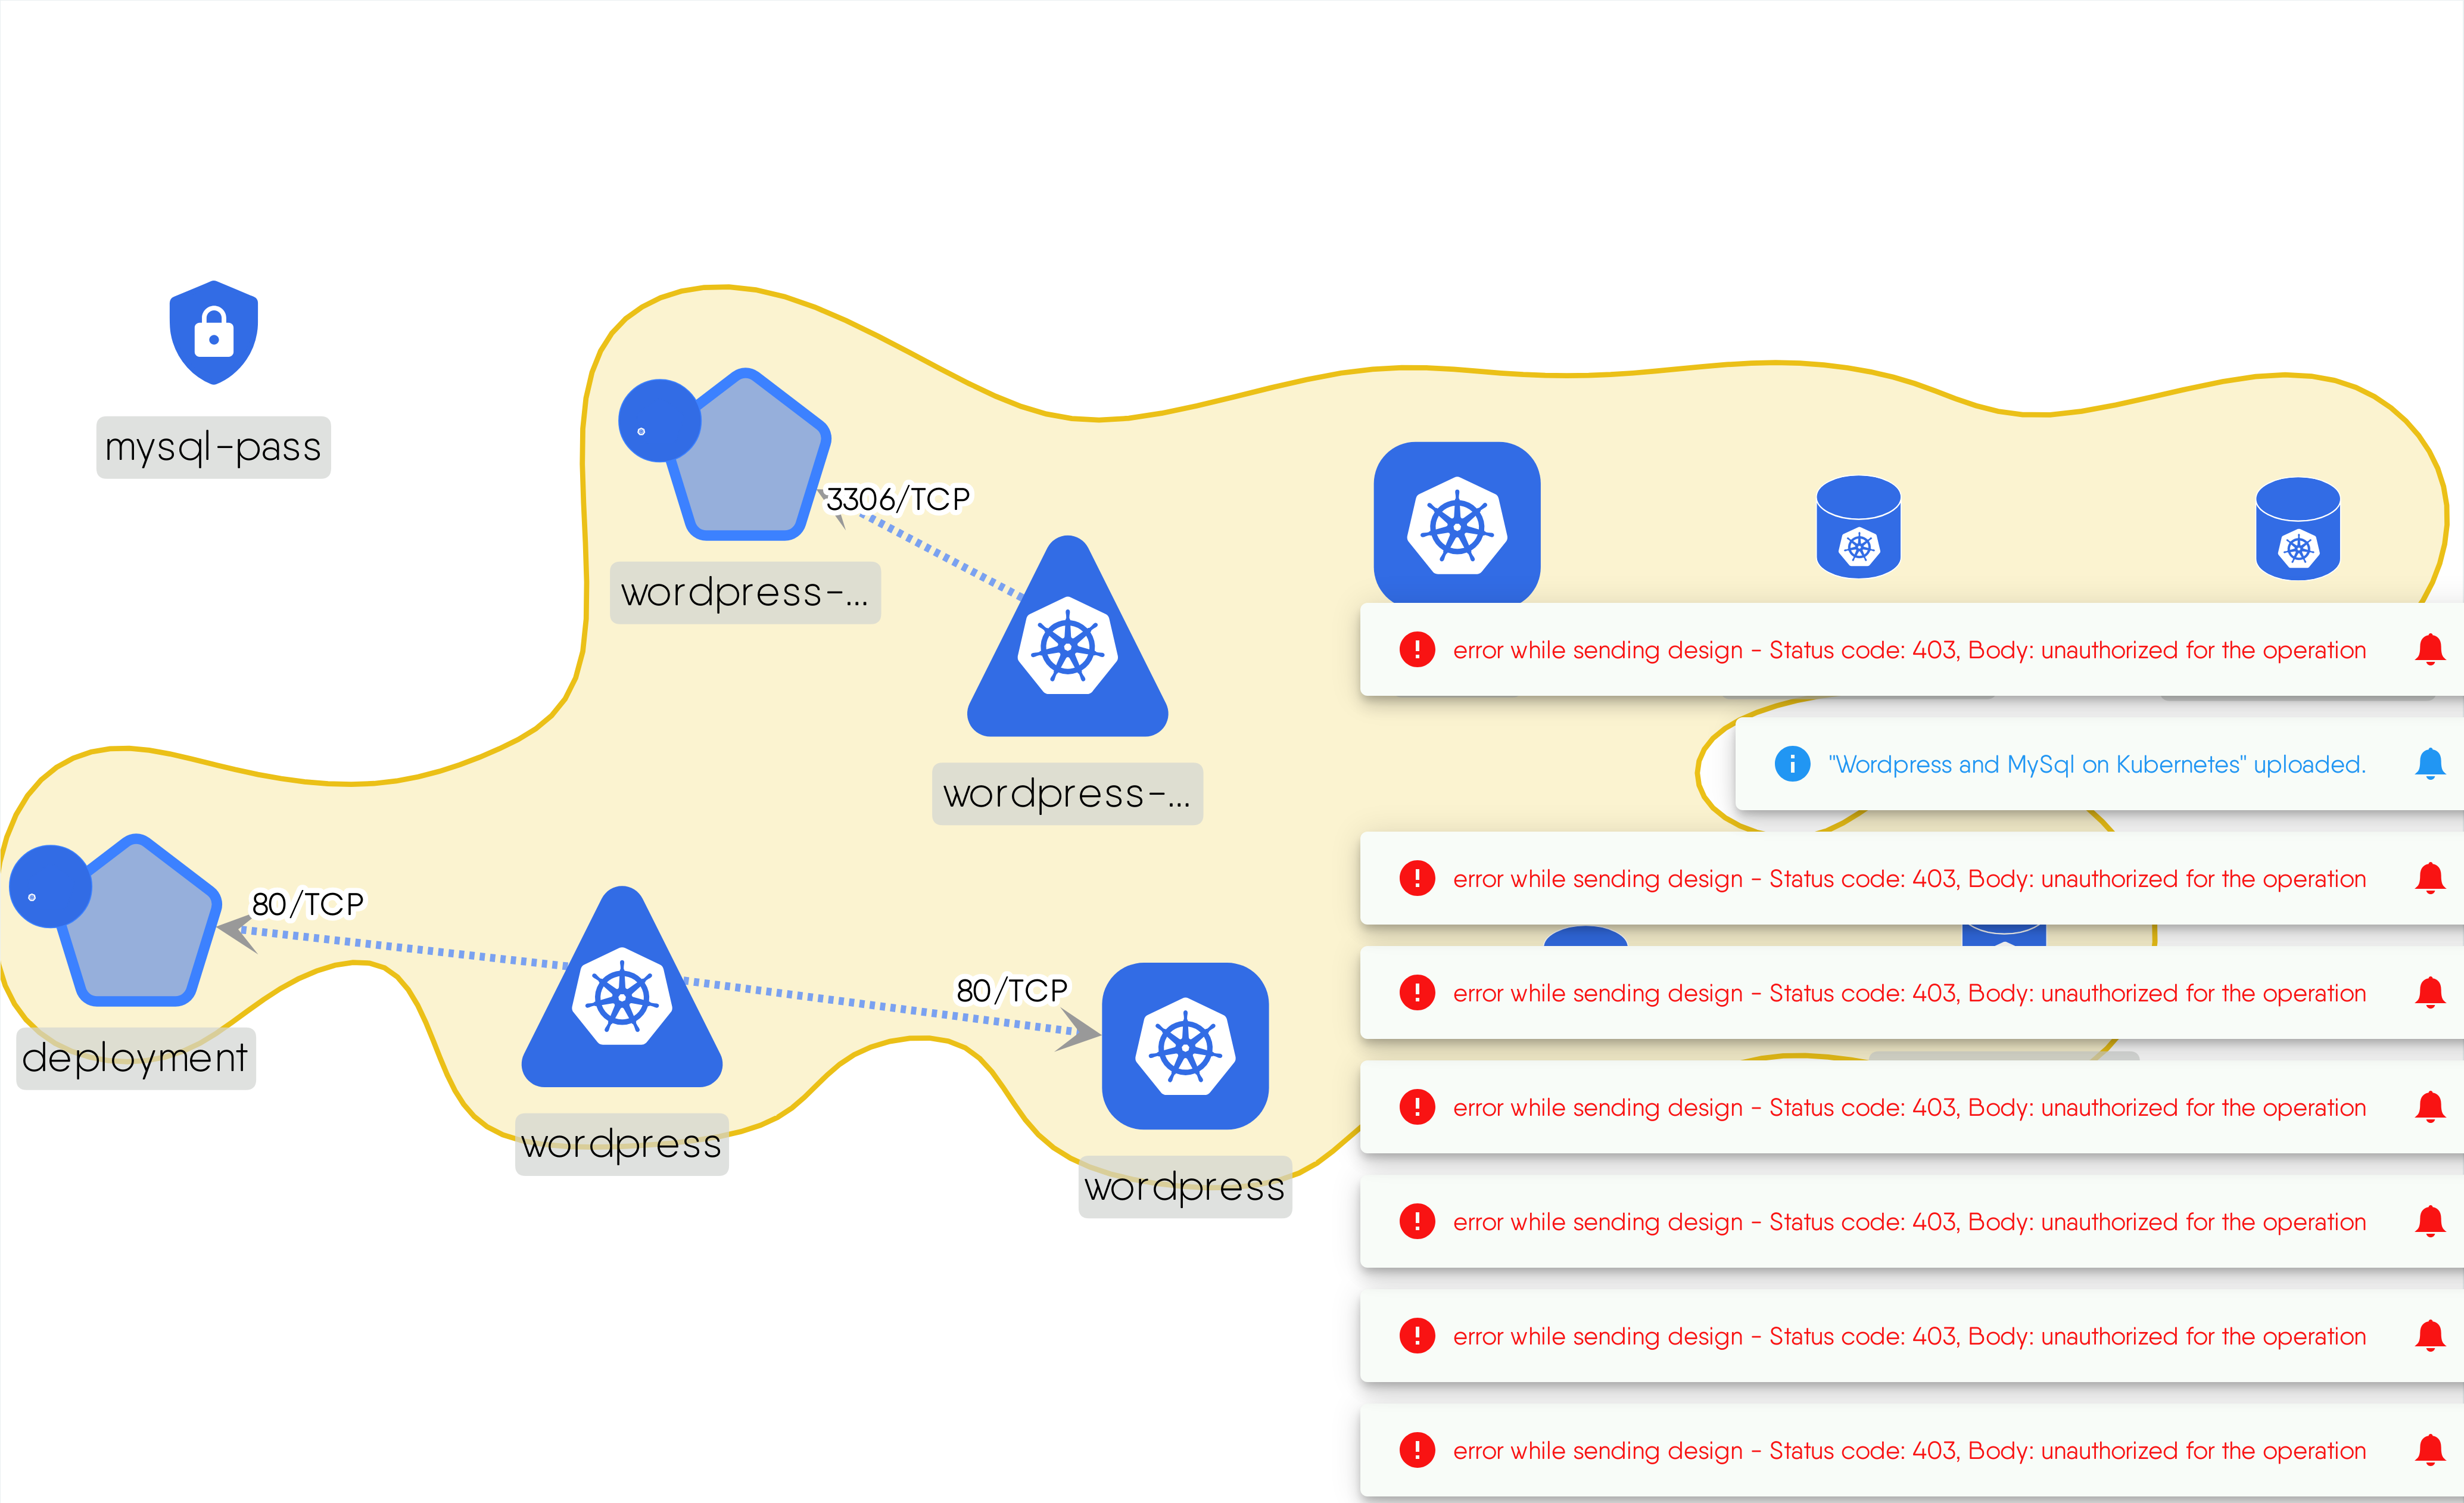 mysql-pass
3306/TCP
wordpress-...
wordpress-...
80/TCP
80/TCP
deployment
wordpress
wordpress
error while sending design - Status code: 403, Body: unauthorized for the operation
"Wordpress and MySql on Kubernetes" uploaded.
error while sending design - Status code: 403, Body: unauthorized for the operation
error while sending design - Status code: 403, Body: unauthorized for the operation
error while sending design - Status code: 403, Body: unauthorized for the operation
error while sending design - Status code: 403, Body: unauthorized for the operation
error while sending design - Status code: 403, Body: unauthorized for the operation
error while sending design - Status code: 403, Body: unauthorized for the operation